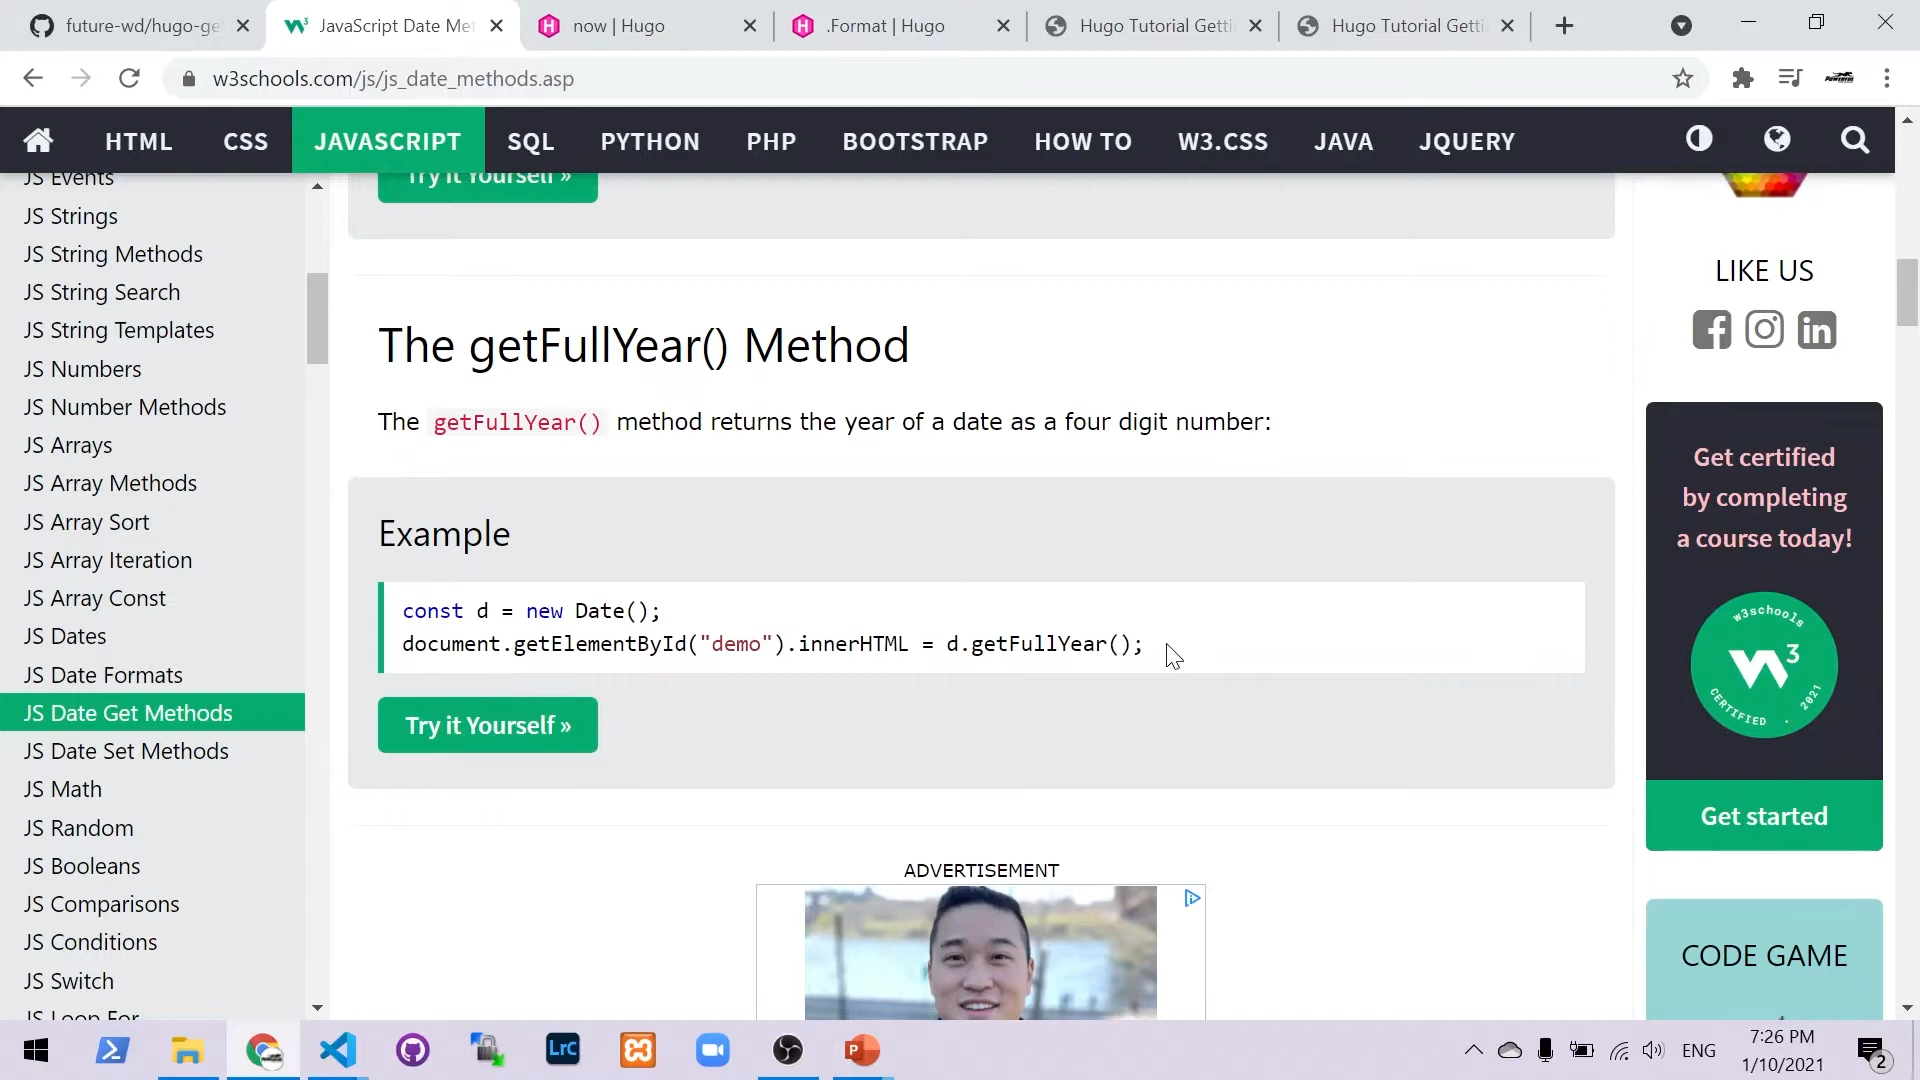 future-wd/hugo-ge
JavaScript Date Met
now | Hugo
.Format | Hugo
Hugo Tutorial Getti
Hugo Tutorial Getti
w3schools.com/js/js_date_methods.asp
HTML
CSS
JAVASCRIPT
SQL
PYTHON
PHP
BOOTSTRAP
HOW TO
W3.CSS
JAVA
JQUERY
JS Events
JS Strings
JS String Methods
JS String Search
JS String Templates
JS Numbers
JS Number Methods
JS Arrays
JS Array Methods
JS Array Sort
JS Array Iteration
JS Array Const
JS Dates
JS Date Formats
JS Date Get Methods
JS Date Set Methods
JS Math
JS Random
JS Booleans
JS Comparisons
JS Conditions
JS Switch
JS Loop For
Try it Yourself »
The getFullYear() Method
The getFullYear() method returns the year of a date as a four digit number:
Example
const d = new Date();
document.getElementById("demo").innerHTML = d.getFullYear();
Try it Yourself »
ADVERTISEMENT
LIKE US
Get certified
by completing
a course today!
w3schools
W3
CERTIFIED . 2021
Get started
CODE GAME
LrC
P
ENG
7:26 PM
1/10/2021
2